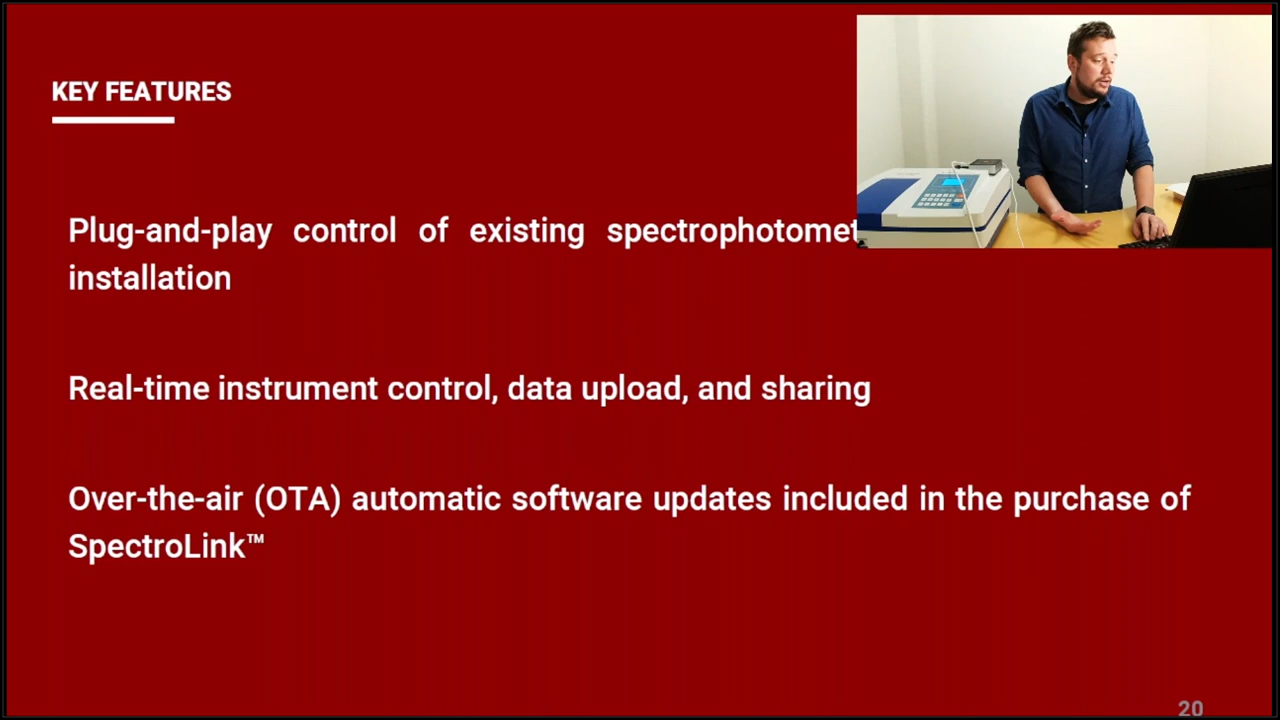 KEY FEATURES
Plug-and-play control of existing
installation
Real-time instrument control, data upload, and sharing
Over-the-air (OTA) automatic software updates included in the purchase of
SpectroLink™
20